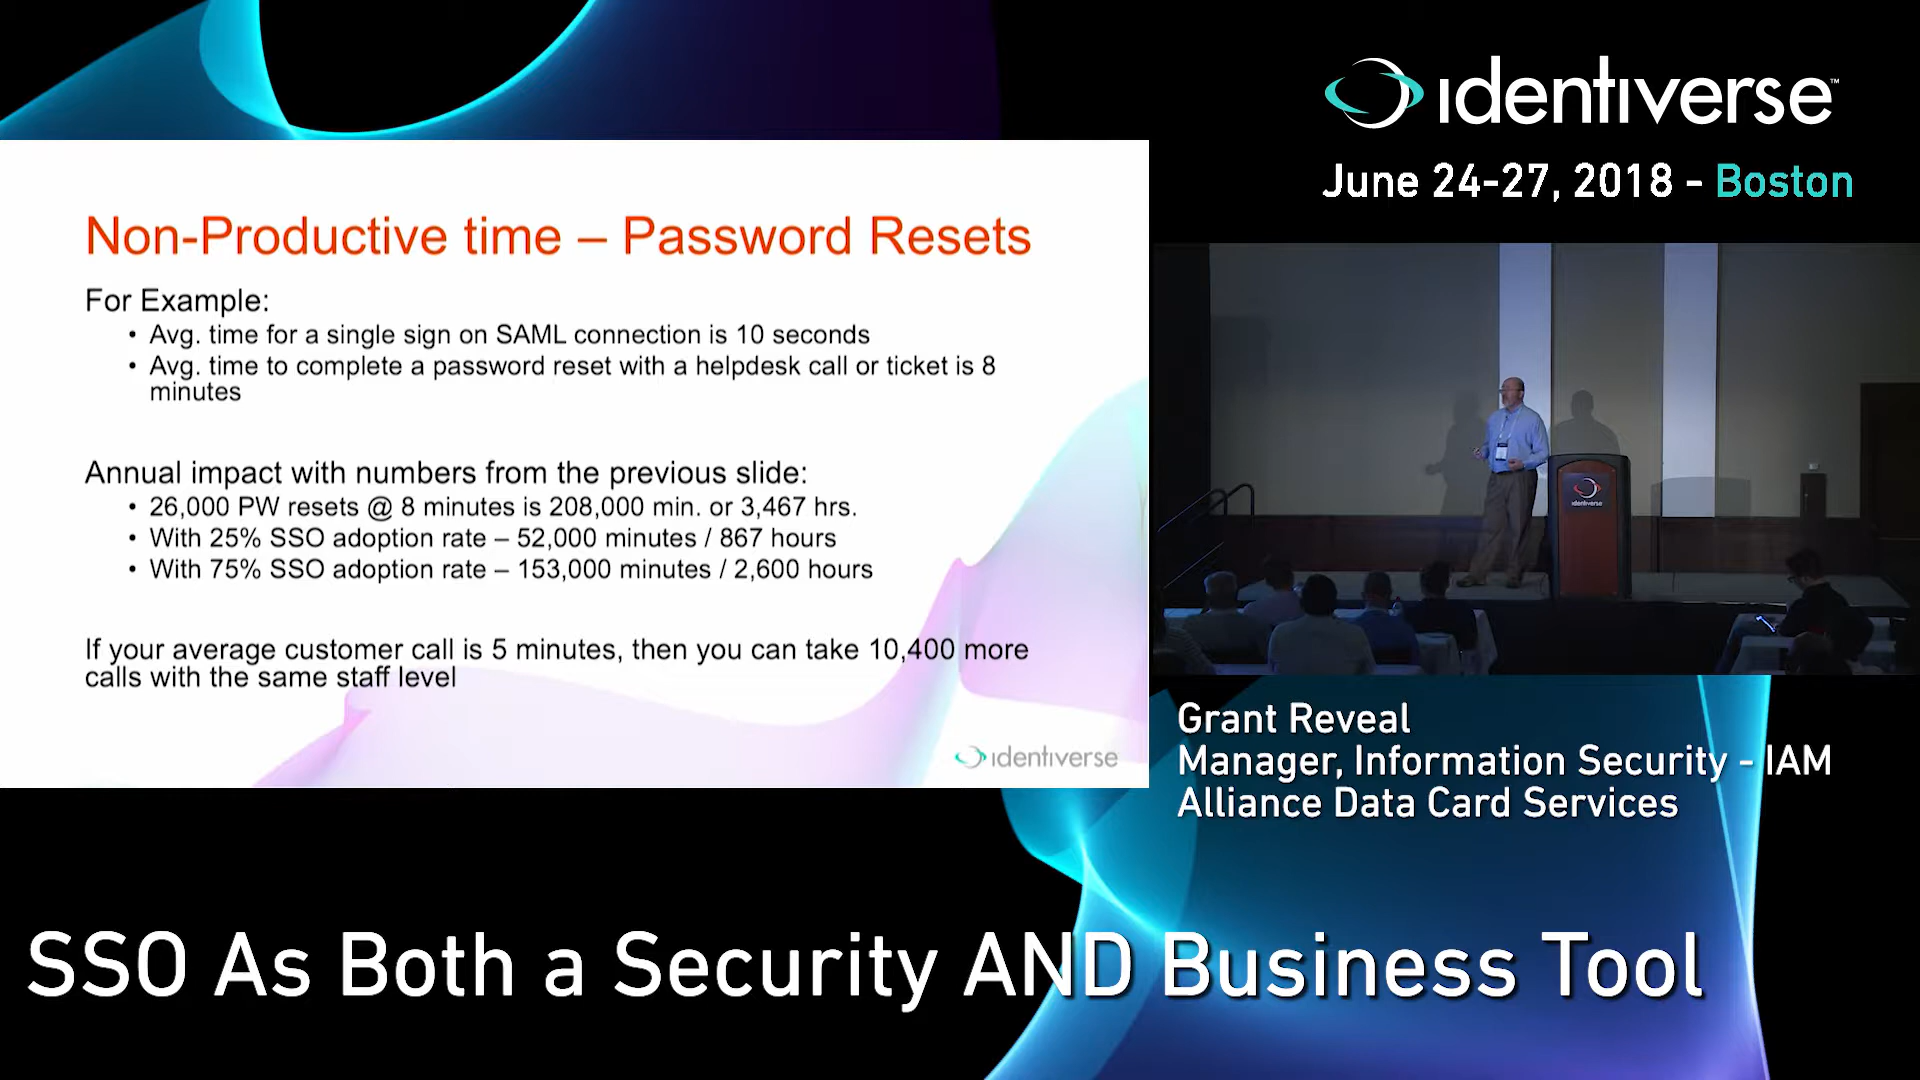 identiverse™
June 24-27, 2018 - Boston
Non-Productive time – Password Resets
For Example:
• Avg. time for a single sign on SAML connection is 10 seconds
• Avg. time to complete a password reset with a helpdesk call or ticket is 8
minutes
Annual impact with numbers from the previous slide:
• 26,000 PW resets @ 8 minutes is 208,000 min. or 3,467 hrs.
• With 25% SSO adoption rate – 52,000 minutes / 867 hours
• With 75% SSO adoption rate – 153,000 minutes / 2,600 hours
If your average customer call is 5 minutes, then you can take 10,400 more
calls with the same staff level
identiverse
identiverse
Grant Reveal
Manager, Information Security - IAM
Alliance Data Card Services
SSO As Both a Security AND Business Tool